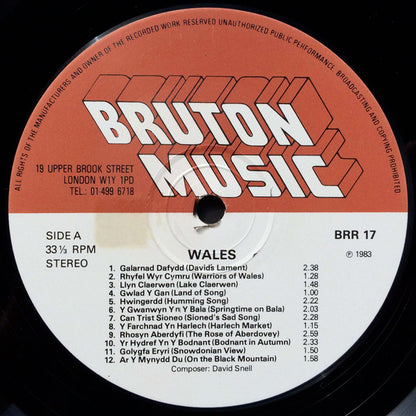 ALL RIGHTS OF THE MANUFACTURERS AND OWNER OF THE RECORDED WORK RESERVED UNAUTHORIZED PUBLIC PERFORMANCE, BROADCASTING AND COPYING PROHIBITED.
BRUTON
MUSIC
19 UPPER BROOK STREET
LONDON W1Y 1PD
TEL.: 01-499 6718
SIDE A
33⅓ RPM
STEREO
WALES
BRR 17
℗ 1983
1. Galarnad Dafydd (David's Lament) 2.38
2. Rhyfel Wyr Cymru (Warriors of Wales) 1.28
3. Llyn Claerwen (Lake Claerwen) 1.48
4. Gwlad Y Gan (Land of Song) 1.00
5. Hwingerdd (Humming Song) 2.00
6. Y Gwanwyn Yn Y Bala (Springtime on Bala) 2.31
7. Can Trist Sioned (Sioned's Sad Song) 2.34
8. Y Farchnad Yn Harlech (Harlech Market) 1.58
9. Rhosyn Aberdyfi (The Rose of Aberdovey) 2.31
10. Yr Hydref Yn Y Bodnant (Bodnant in Autumn) 2.33
11. Golygfa Eryri (Snowdonian View) 1.50
12. Ar Y Mynydd Du (On the Black Mountain) 1.58
Composer: David Snell